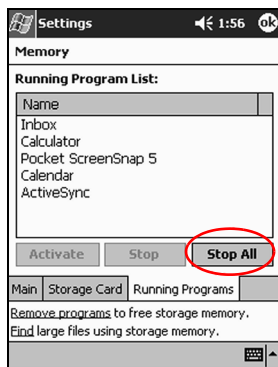 Settings 1:56 ok
Memory
Running Program List:
Name
Inbox
Calculator
Pocket ScreenSnap 5
Calendar
ActiveSync
Activate Stop Stop All
Main Storage Card Running Programs
Remove programs to free storage memory.
Find large files using storage memory.